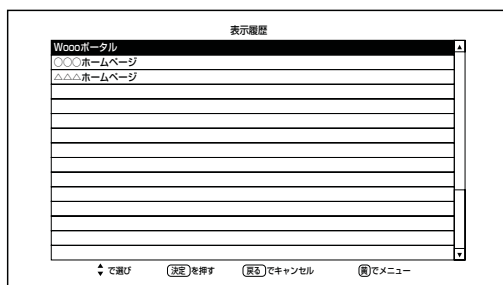 表示履歴
Woooポータル
○○○ホームページ
△△△ホームページ
で選び 決定を押す 戻るでキャンセル 黄でメニュー